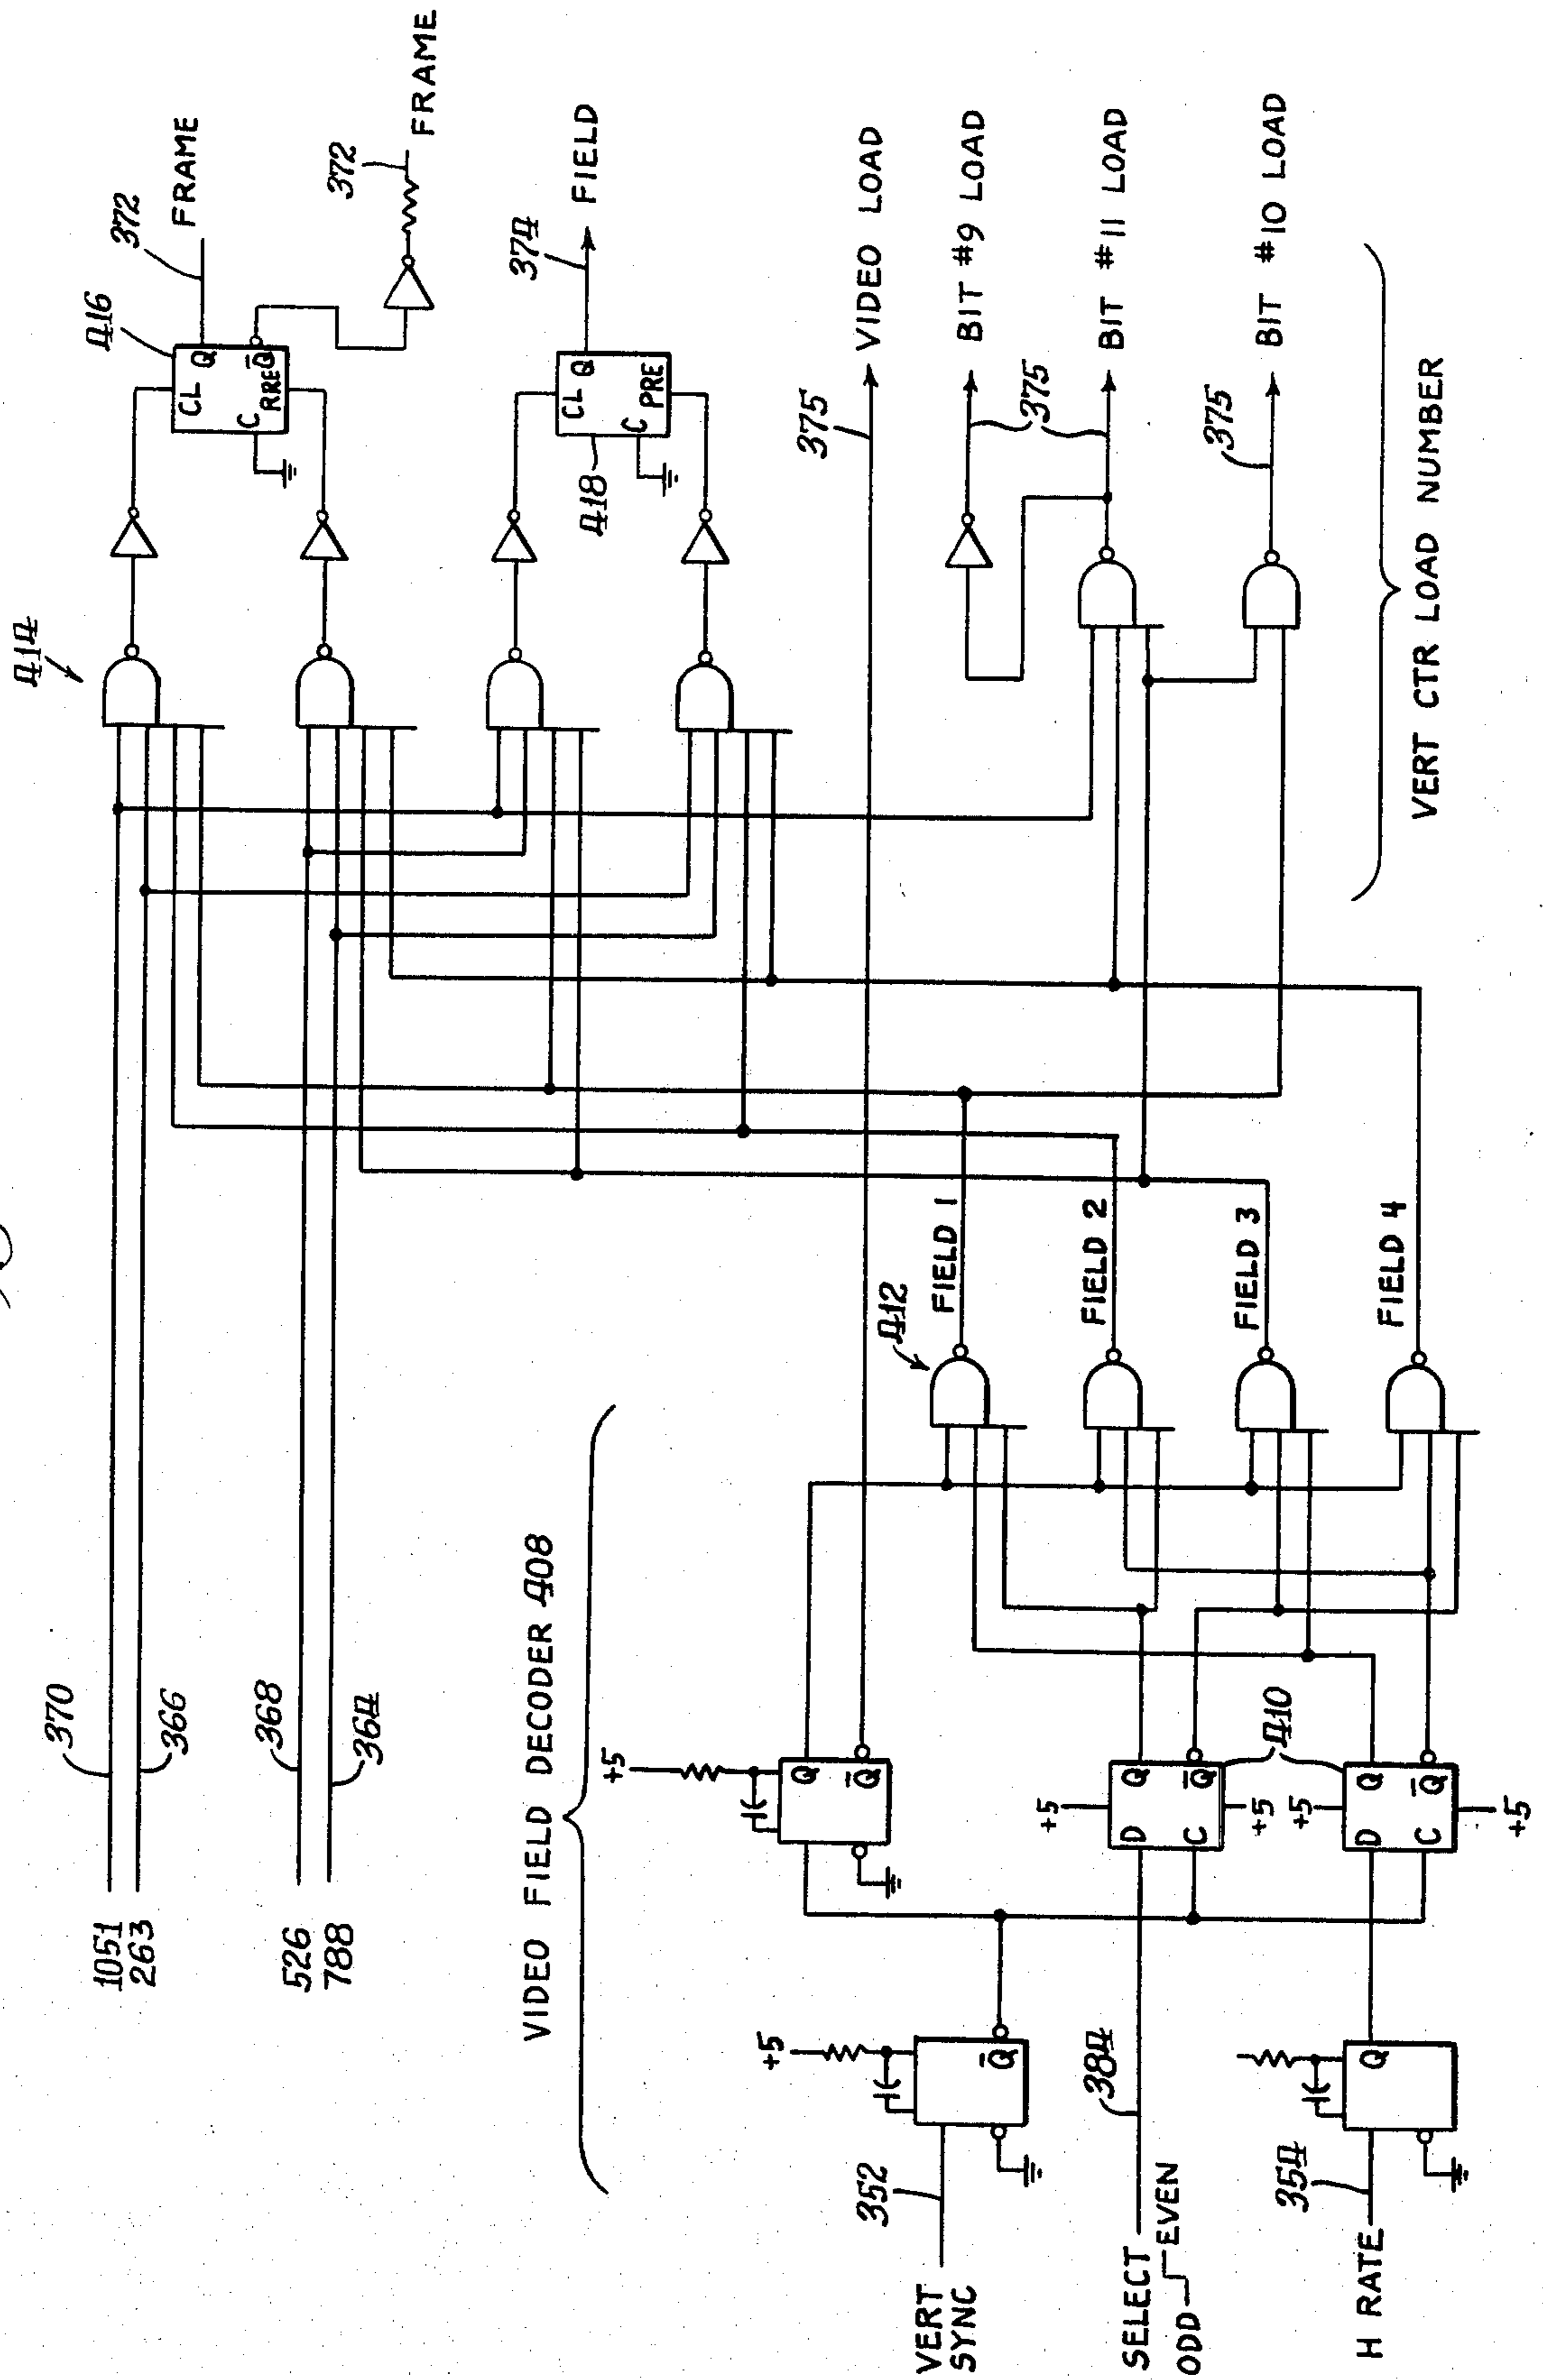 414
416
372
FRAME
CL Q
C
RRE Q̅
372
FRAME
374
FIELD
CL Q
C PRE
418
375
VIDEO LOAD
BIT #9 LOAD
375
BIT #11 LOAD
375
BIT #10 LOAD
VERT CTR LOAD NUMBER
370
366
1051
263
368
364
526
788
VIDEO FIELD DECODER 408
412
FIELD 1
FIELD 2
FIELD 3
FIELD 4
+5
Q
Q̅
+5
D Q
C Q̅
+5
410
+5
D Q
C Q̅
+5
+5
Q̅
352
VERT
SYNC
384
SELECT
ODD EVEN
Q
354
H RATE